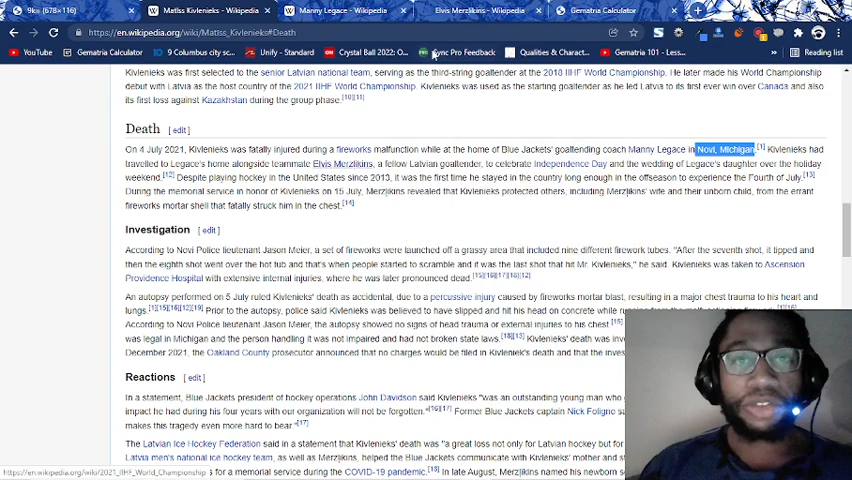 9คც (633)
Matīss Kivlenieks - Wikipedia
Manny Legace - Wikipedia
Elvis Merzlikins - Wikipedia
Gematria Calculator
https://en.wikipedia.org/wiki/Matīss_Kivlenieks#Death
YouTube
Gematria Calculator
9 Columbus city sc...
Unify - Standard
Crystal Ball 2022: O...
Sync Pro Feedback
Qualities & Charact...
Gematria 101 - Less...
»
Reading list
Kivlenieks was first selected to the senior Latvian national team, serving as the third-string goaltender at the 2018 IIHF World Championship. He later made his World Championship
debut with Latvia as the host country of the 2021 IIHF World Championship. Kivlenieks was used as the starting goaltender as he led Latvia to its first ever win over Canada and also
its first loss against Kazakhstan during the group phase.[10][11]
Death [edit]
On 4 July 2021, Kivlenieks was fatally injured during a fireworks malfunction while at the home of Blue Jackets' goaltending coach Manny Legace in Novi, Michigan.[1] Kivlenieks had
travelled to Legace's home alongside teammate Elvis Merzļikins, a fellow Latvian goaltender, to celebrate Independence Day and the wedding of Legace's daughter over the holiday
weekend.[12] Despite playing hockey in the United States since 2013, it was the first time he stayed in the country long enough in the offseason to experience the Fourth of July.[13]
During the memorial service in honor of Kivlenieks on 15 July, Merzļikins revealed that Kivlenieks protected others, including Merzļikins' wife and their unborn child, from the errant
fireworks mortar shell that fatally struck him in the chest.[14]
Investigation [edit]
According to Novi Police lieutenant Jason Meier, a set of fireworks were launched off a grassy area that included nine different firework tubes. "After the seventh shot, it tipped and
then the eighth shot went over the hot tub and that's when people started to scramble and it was the last shot that hit Mr. Kivlenieks," he said. Kivlenieks was taken to Ascension
Providence Hospital with extensive internal injuries, where he was later pronounced dead.
An autopsy performed on 5 July ruled Kivlenieks' death as accidental, due to a percussive injury caused by fireworks mortar blast, resulting in a major chest trauma to his heart and
lungs. Prior to the autopsy, police said Kivlenieks was believed to have slipped and hit his head on concrete while
According to Novi Police lieutenant Jason Meier, the autopsy showed no signs of head trauma or external injuries to his chest
was legal in Michigan and the person handling it was not impaired and had not broken state laws. Kivlenieks' death was
December 2021, the Oakland County prosecutor announced that no charges would be filed in Kivlenieks's death and that the
Reactions [edit]
In a statement, Blue Jackets president of hockey operations John Davidson said Kivlenieks "was an outstanding young man who
impact he had during his four years with our organization will not be forgotten." Former Blue Jackets captain Nick Foligno
makes this tragedy even more hard to bear."[17]
The Latvian Ice Hockey Federation said in a statement that Kivlenieks' death was "a great loss not only for Latvian hockey but for
Latvia men's national ice hockey team, as well as Merzļikins, helped the Blue Jackets communicate with Kivlenieks' mother and
https://en.wikipedia.org/wiki/2021_IIHF_World_Championship for a memorial service during the COVID-19 pandemic.[18] In late August, Merzļikins named his newborn